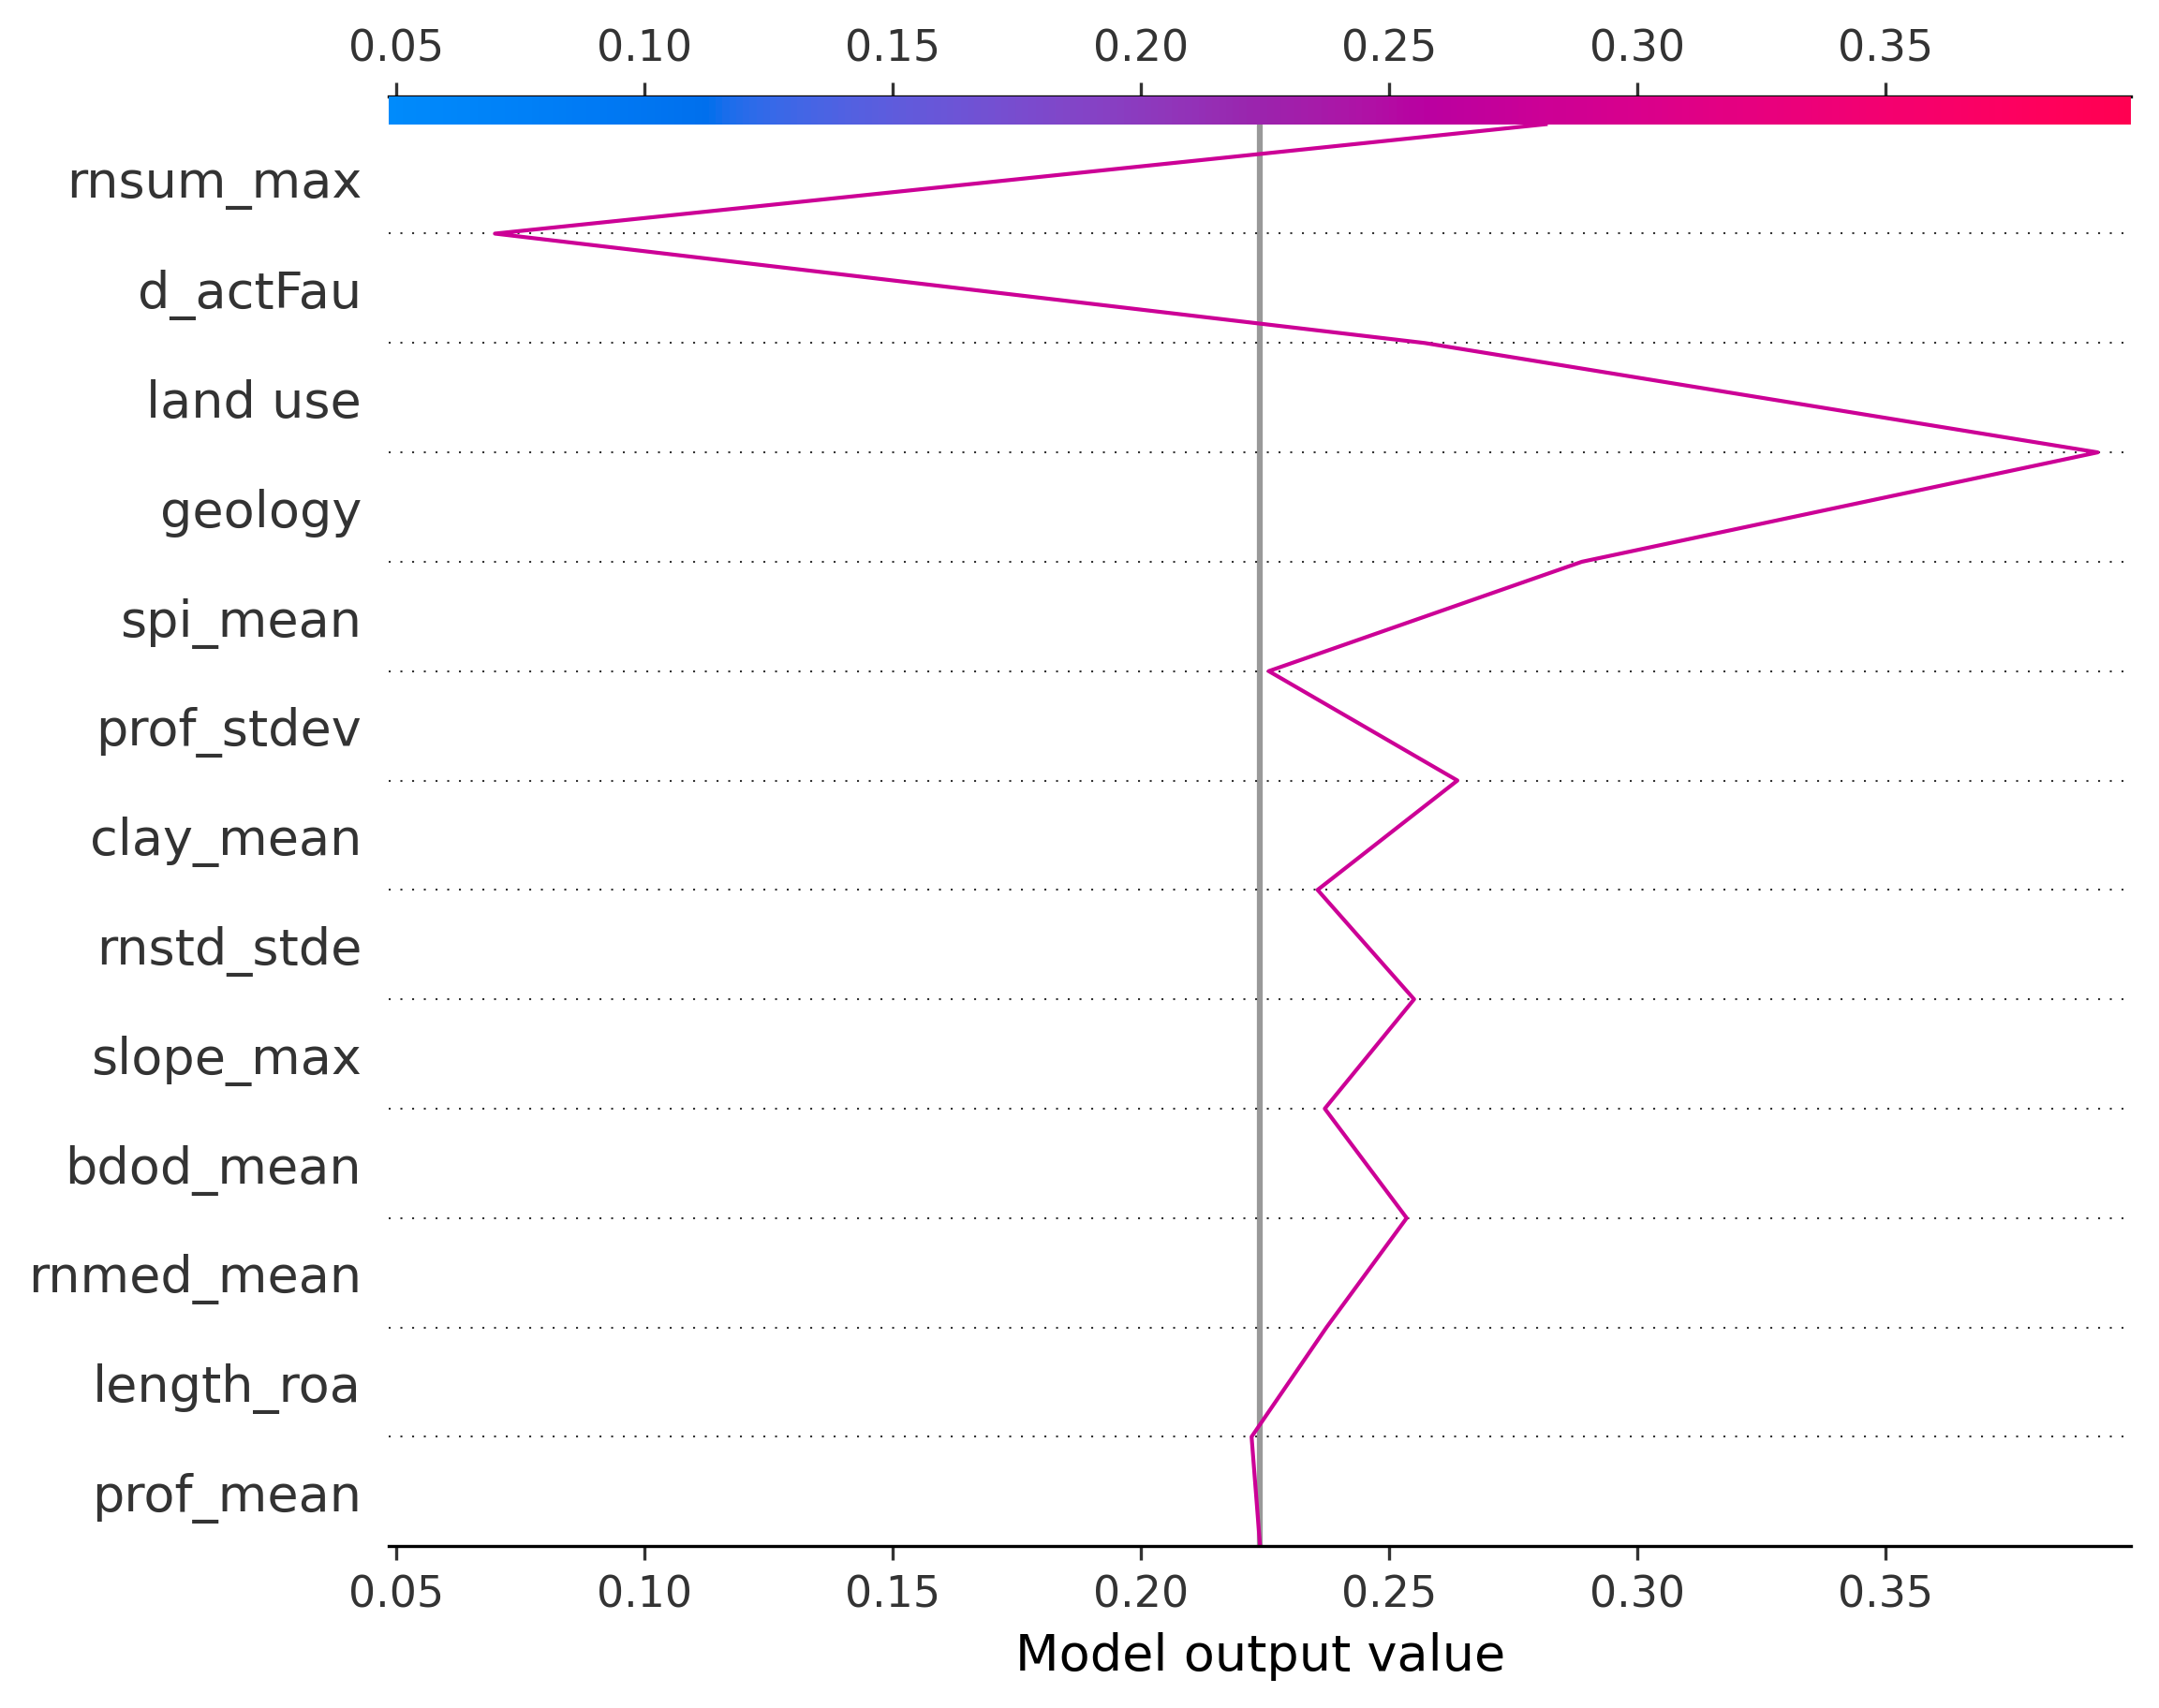 0.05 0.10 0.15 0.20 0.25 0.30 0.35
rnsum_max
d_actFau
land use
geology
spi_mean
prof_stdev
clay_mean
rnstd_stde
slope_max
bdod_mean
rnmed_mean
length_roa
prof_mean
0.05 0.10 0.15 0.20 0.25 0.30 0.35
Model output value